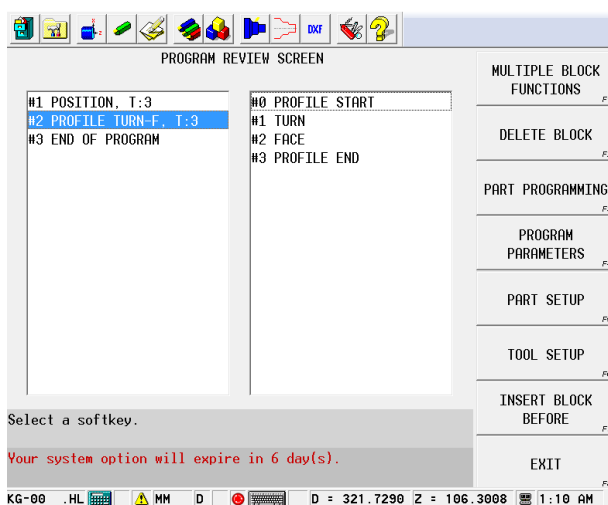 DXF
PROGRAM REVIEW SCREEN
#1 POSITION, T:3
#2 PROFILE TURN-F, T:3
#3 END OF PROGRAM
#0 PROFILE START
#1 TURN
#2 FACE
#3 PROFILE END
MULTIPLE BLOCK
FUNCTIONS
DELETE BLOCK
PART PROGRAMMING
PROGRAM
PARAMETERS
PART SETUP
TOOL SETUP
INSERT BLOCK
BEFORE
EXIT
Select a softkey.
Your system option will expire in 6 day(s).
KG-00 .HL MM D D = 321.7290 Z = 106.3008 1:10 AM